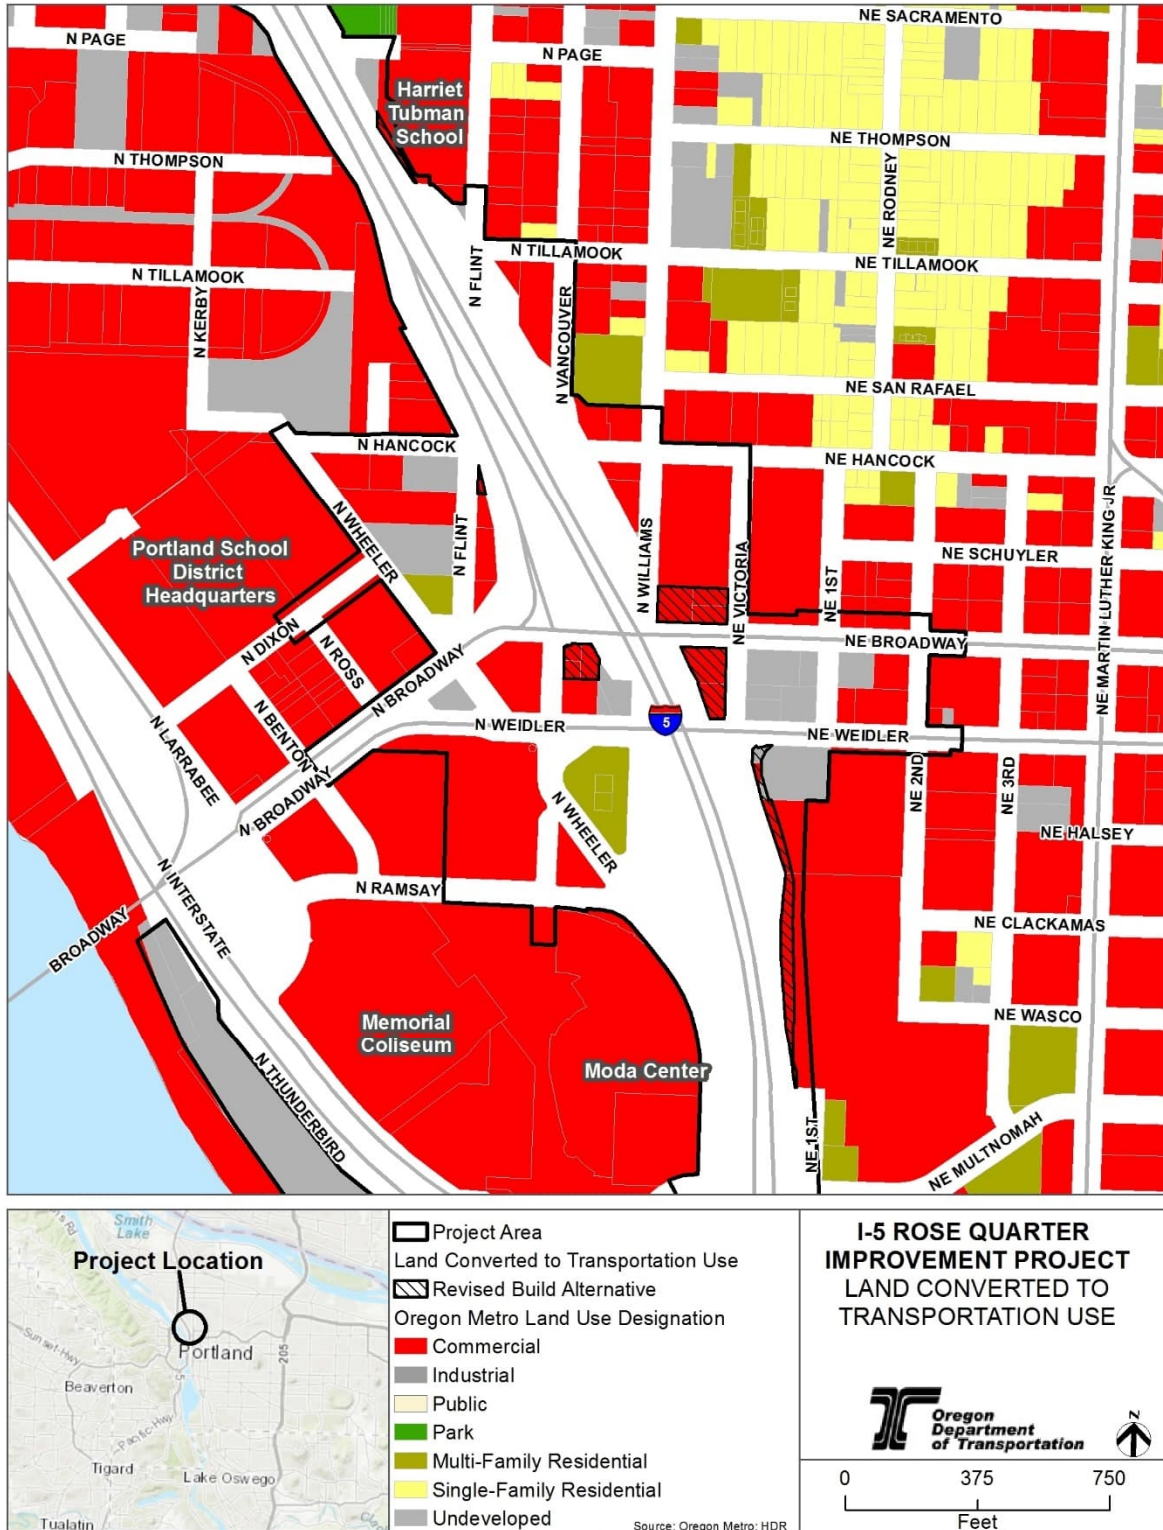 NE SACRAMENTO
N PAGE
N PAGE
Harriet
Tubman
School
NE THOMPSON
N THOMPSON
NE RODNEY
N TILLAMOOK
NE TILLAMOOK
N TILLAMOOK
N FLINT
N KERBY
N VANCOUVER
NE SAN RAFAEL
N HANCOCK
NE HANCOCK
NE MARTIN LUTHER KING JR
N WHEELER
N FLINT
N WILLIAMS
NE VICTORIA
NE 1ST
NE SCHUYLER
Portland School
District
Headquarters
N DIXON
N ROSS
NE BROADWAY
N BROADWAY
N BENTON
N LARRABEE
N WEIDLER
5
NE WEIDLER
NE 2ND
NE 3RD
N BROADWAY
N WHEELER
NE HALSEY
N RAMSAY
N INTERSTATE
BROADWAY
NE CLACKAMAS
NE WASCO
Memorial
Coliseum
Moda Center
N THUNDERBIRD
NE 1ST
NE MULTNOMAH
Smith
Lake
Project Location
Portland
205
Sunset-Hwy
5
Beaverton
Pacific-Hwy
Tigard
Lake Oswego
Tualatin
Project Area
Land Converted to Transportation Use
Revised Build Alternative
Oregon Metro Land Use Designation
Commercial
Industrial
Public
Park
Multi-Family Residential
Single-Family Residential
Undeveloped
Source: Oregon Metro; HDR
I-5 ROSE QUARTER
IMPROVEMENT PROJECT
LAND CONVERTED TO
TRANSPORTATION USE
Oregon
Department
of Transportation
N
0 375 750
Feet